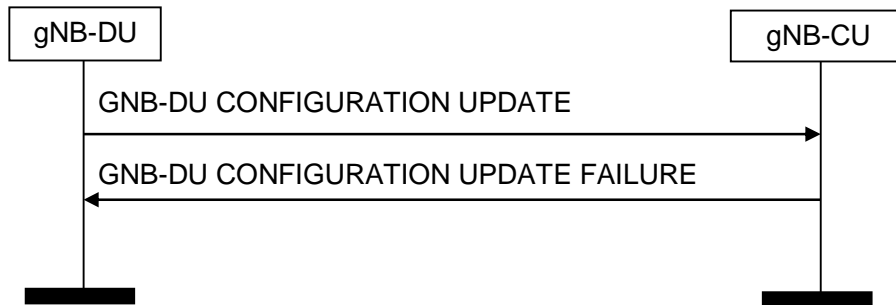 gNB-DU
gNB-CU
GNB-DU CONFIGURATION UPDATE
GNB-DU CONFIGURATION UPDATE FAILURE